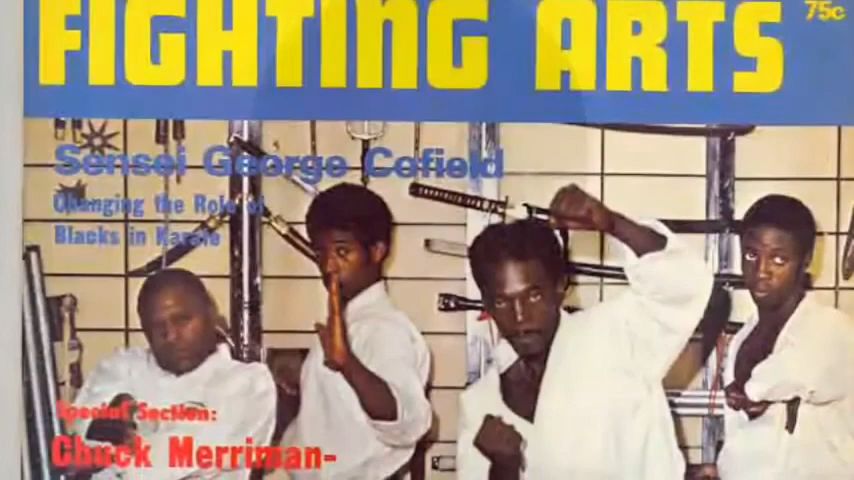 75c
FIGHTING ARTS
Sensei George Cofield
Changing the Role of
Blacks in Karate
Special Section:
Chuck Merriman-